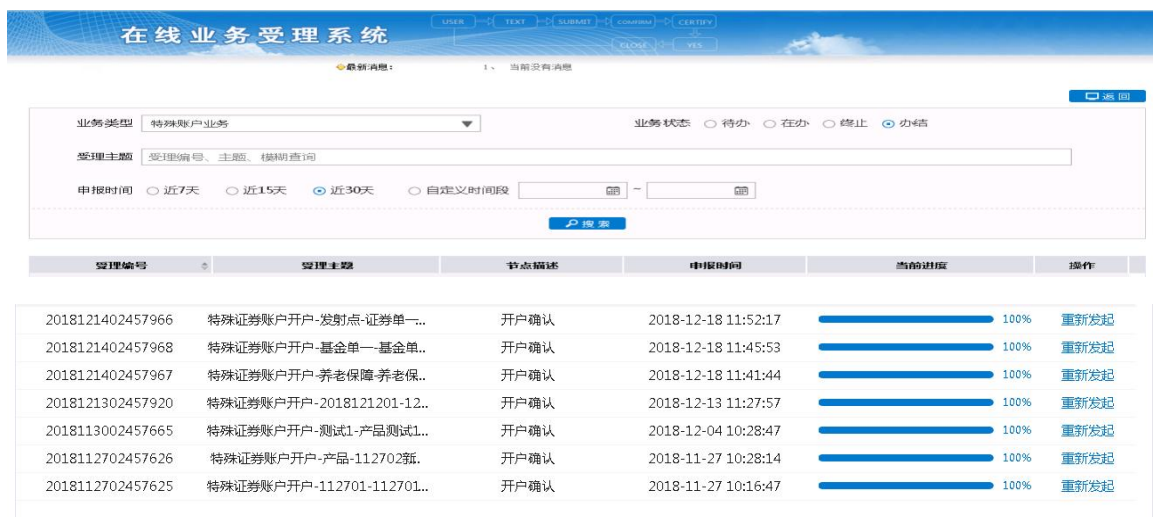 在线业务受理系统
USER TEXT SUBMIT CONFIRM CERTIFY
CLOSE YES
最新消息： 1、 当前没有消息
返回
业务类型 特殊账户业务 业务状态 待办 在办 终止 办结
受理主题 受理编号、主题、模糊查询
申报时间 近7天 近15天 近30天 自定义时间段 ~
搜索
受理编号 受理主题 节点描述 申报时间 当前进度 操作
2018121402457966 特殊证券账户开户-发射点-证券单一... 开户确认 2018-12-18 11:52:17 100% 重新发起
2018121402457968 特殊证券账户开户-基金单一-基金单.. 开户确认 2018-12-18 11:45:53 100% 重新发起
2018121402457967 特殊证券账户开户-养老保障-养老保.. 开户确认 2018-12-18 11:41:44 100% 重新发起
2018121302457920 特殊证券账户开户-2018121201-12... 开户确认 2018-12-13 11:27:57 100% 重新发起
2018113002457665 特殊证券账户开户-测试1-产品测试1... 开户确认 2018-12-04 10:28:47 100% 重新发起
2018112702457626 特殊证券账户开户-产品-112702新. 开户确认 2018-11-27 10:28:14 100% 重新发起
2018112702457625 特殊证券账户开户-112701-112701... 开户确认 2018-11-27 10:16:47 100% 重新发起